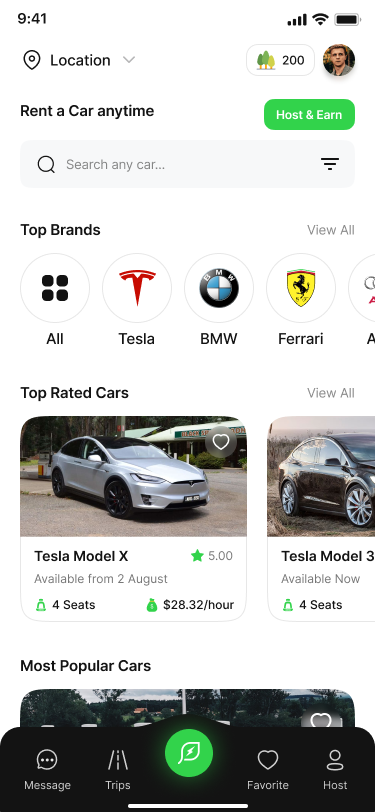 9:41
Location
200
Rent a Car anytime
Host & Earn
Search any car...
Top Brands
View All
BMW
All
Tesla
BMW
Ferrari
A
Top Rated Cars
View All
Tesla Model X
5.00
Tesla Model 3
Available from 2 August
Available Now
4 Seats
$28.32/hour
4 Seats
Most Popular Cars
Message
Trips
Favorite
Host